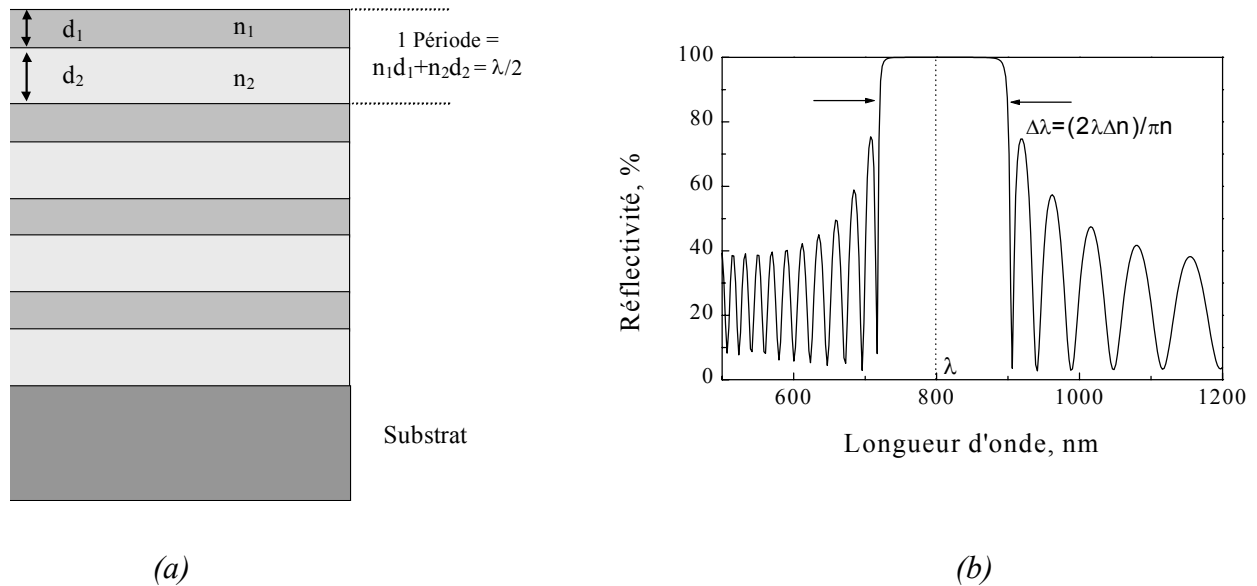 d₁ n₁
d₂ n₂
1 Période =
n₁d₁+n₂d₂= λ/2
Substrat
(a)
100
80
60
40
20
0
Réflectivité, %
Δλ=(2λΔn)/πn
λ
600 800 1000 1200
Longueur d'onde, nm
(b)